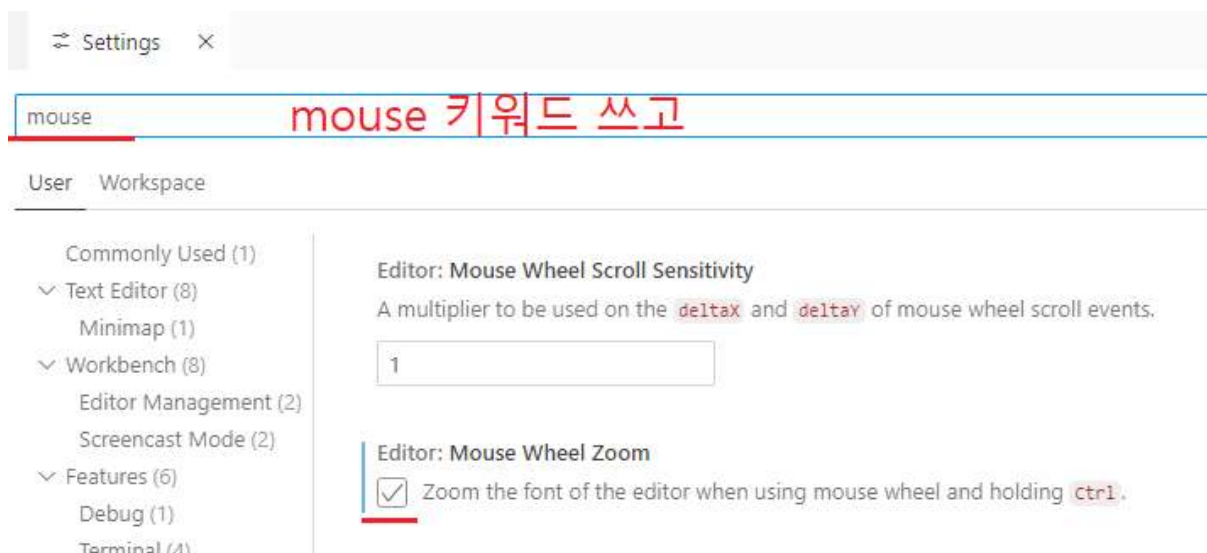 Settings
mouse
mouse 키워드 쓰고
User Workspace
Commonly Used (1)
Text Editor (8)
Minimap (1)
Workbench (8)
Editor Management (2)
Screencast Mode (2)
Features (6)
Debug (1)
Terminal (4)
Editor: Mouse Wheel Scroll Sensitivity
A multiplier to be used on the deltaX and deltaY of mouse wheel scroll events.
1
Editor: Mouse Wheel Zoom
Zoom the font of the editor when using mouse wheel and holding ctrl.